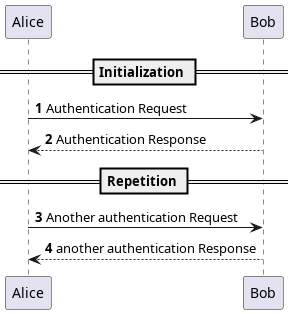 Alice Bob
Initialization
1 Authentication Request
2 Authentication Response
Repetition
3 Another authentication Request
4 another authentication Response
Alice Bob